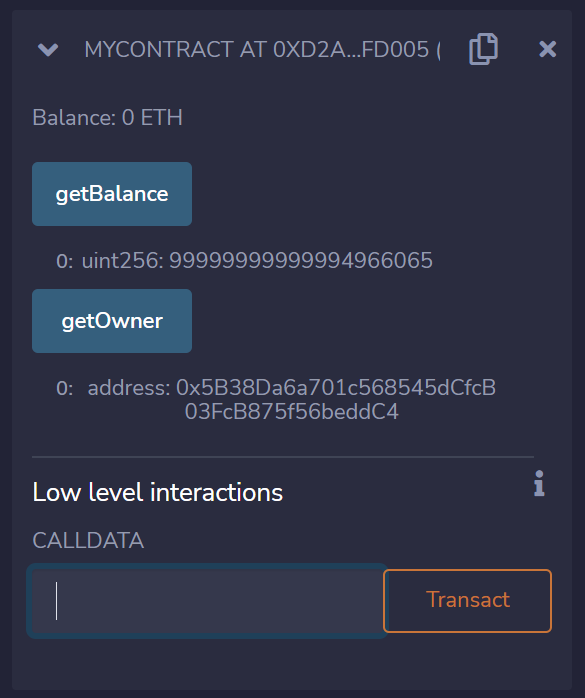 MYCONTRACT AT 0XD2A...FD005 (
Balance: 0 ETH
getBalance
0: uint256: 99999999999994966065
getOwner
0: address: 0x5B38Da6a701c568545dCfcB
03FcB875f56beddC4
Low level interactions
CALLDATA
Transact